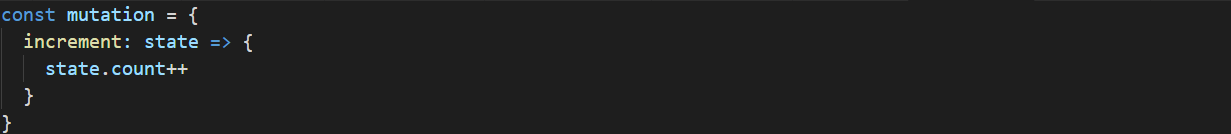 const mutation = {
  increment: state => {
    state.count++
  }
}